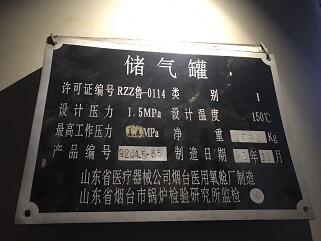 储气罐
许可证编号 RZZ鲁-0114 类 别 I
设计压力 1.5MPa 设计温度 150℃
最高工作压力 MPa 净重 Kg
产品编号 制造日期 年 月
山东省医疗器械公司烟台医用氧舱厂制造
山东省烟台市锅炉检验研究所监检